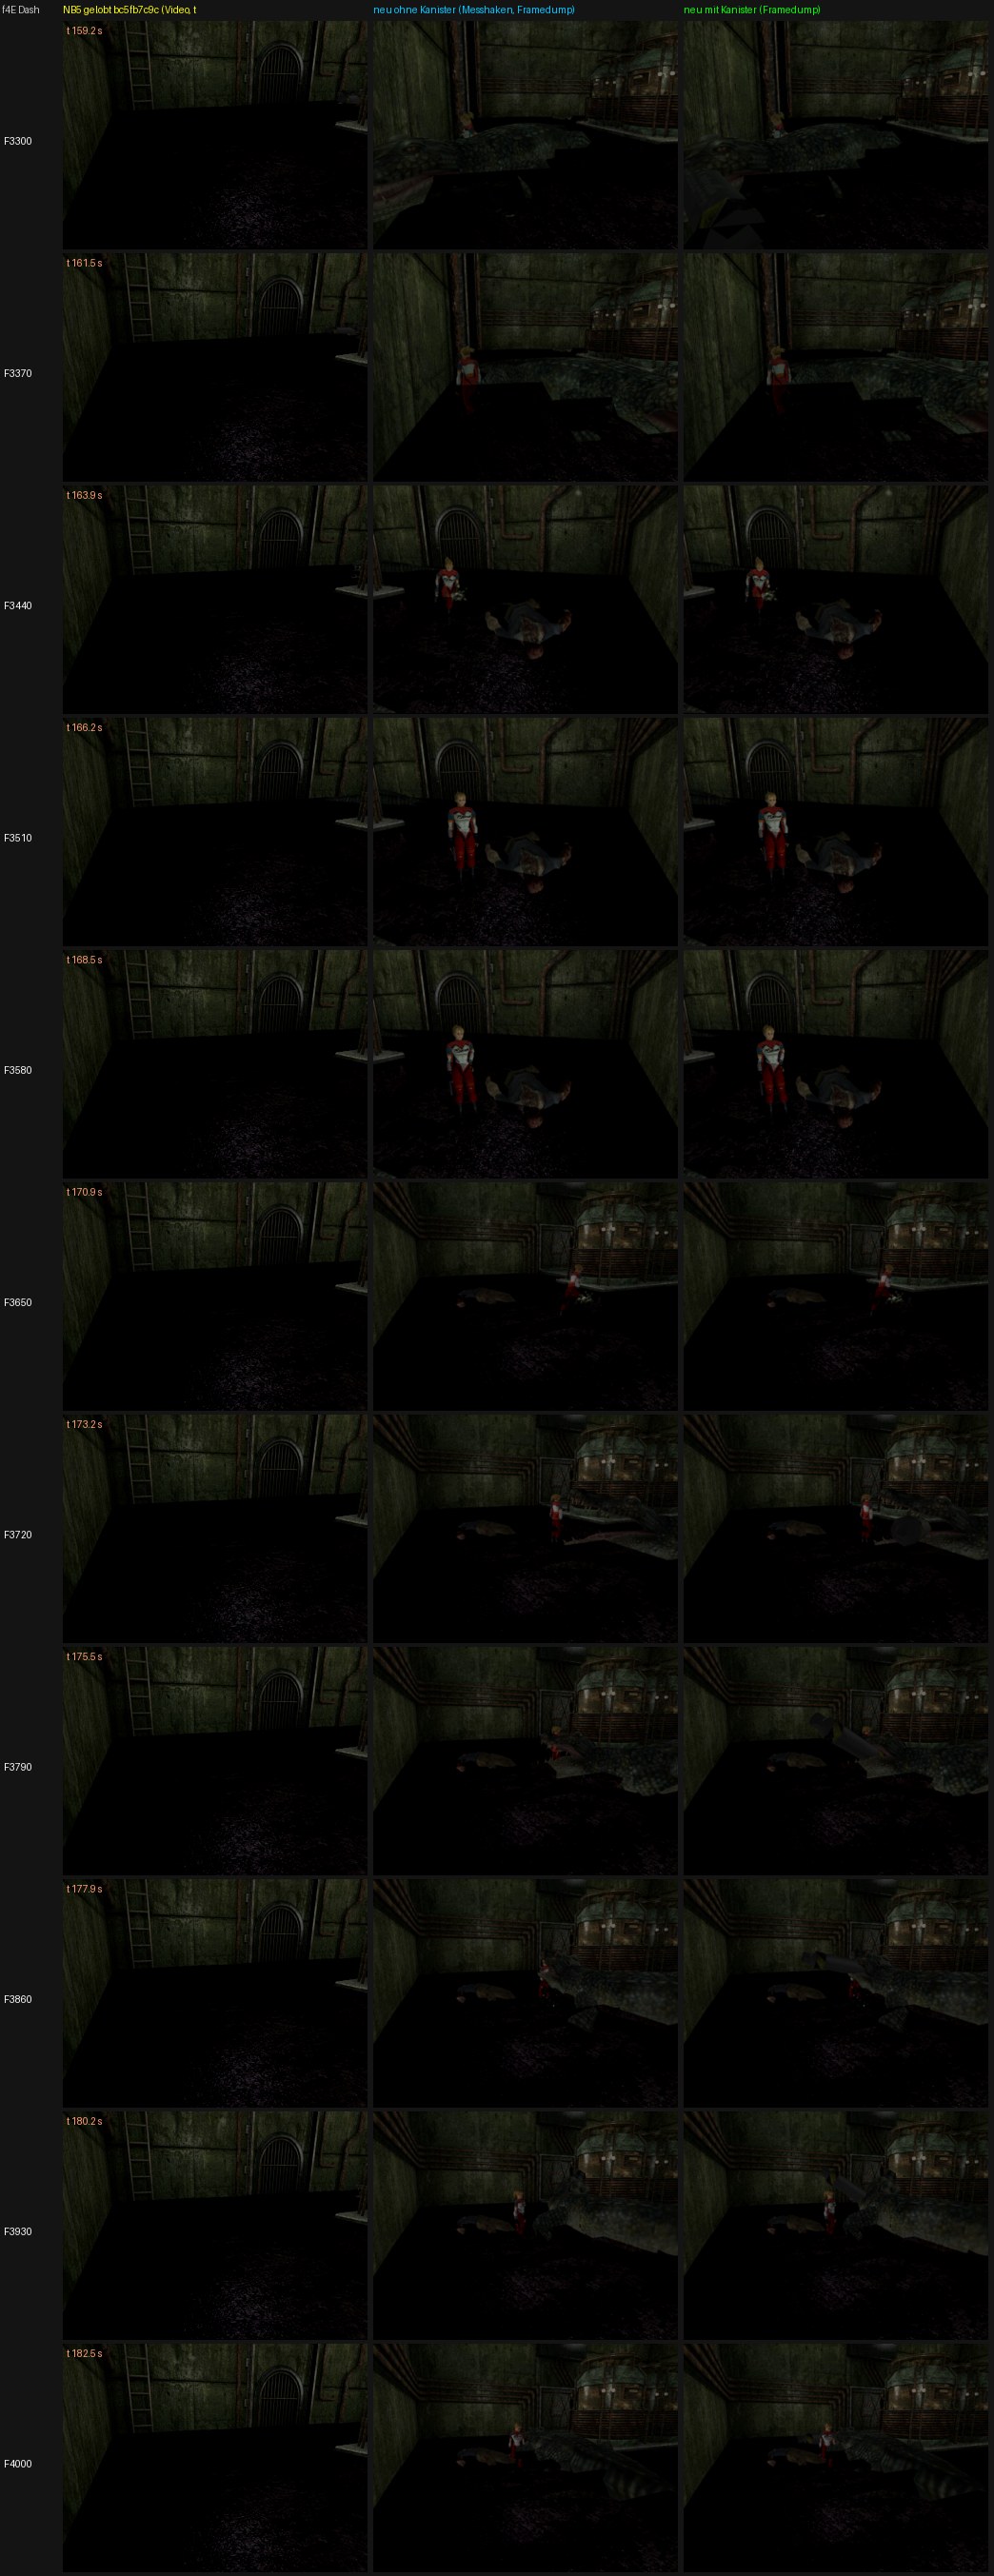 f4E Dash NB5 gelobt bc5fb7c9c (Video, t neu ohne Kanister (Messhaken, Framedump) neu mit Kanister (Framedump)
t 159.2 s
F3300
t 161.5 s
F3370
t 163.9 s
F3440
t 166.2 s
F3510
t 168.5 s
F3580
t 170.9 s
F3650
t 173.2 s
F3720
t 175.5 s
F3790
t 177.9 s
F3860
t 180.2 s
F3930
t 182.5 s
F4000